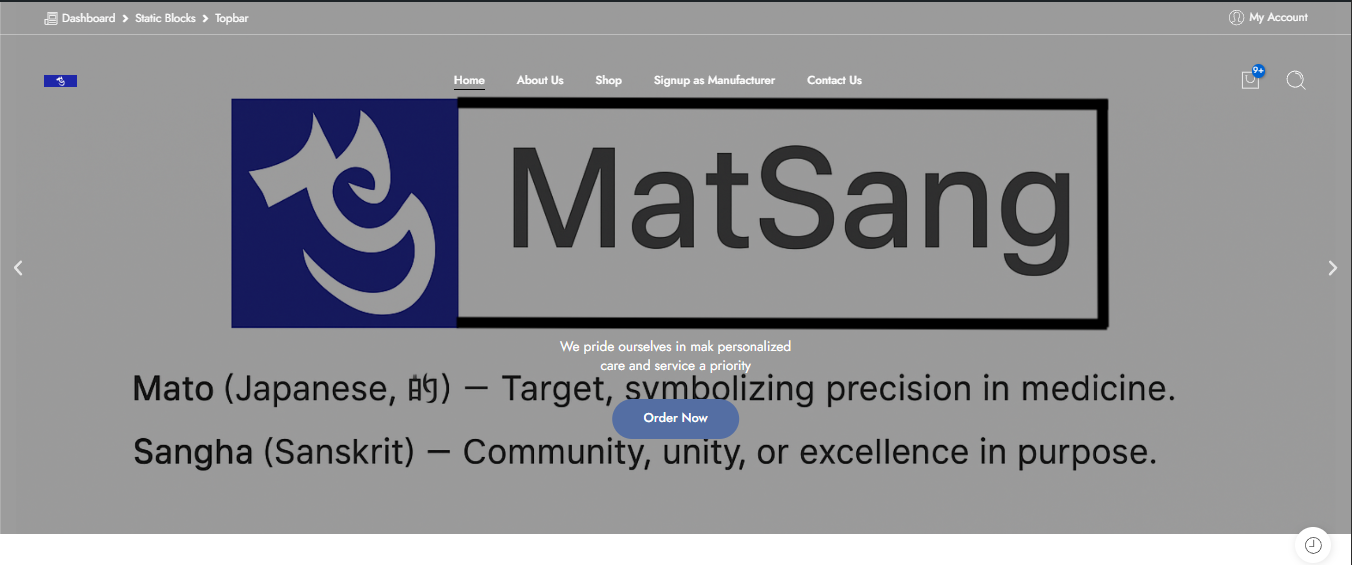 Dashboard > Static Blocks > Topbar
My Account
Home About Us Shop Signup as Manufacturer Contact Us
9+
MatSang
We pride ourselves in mak personalized
care and service a priority
Mato (Japanese, 的) — Target, symbolizing precision in medicine.
Order Now
Sangha (Sanskrit) — Community, unity, or excellence in purpose.